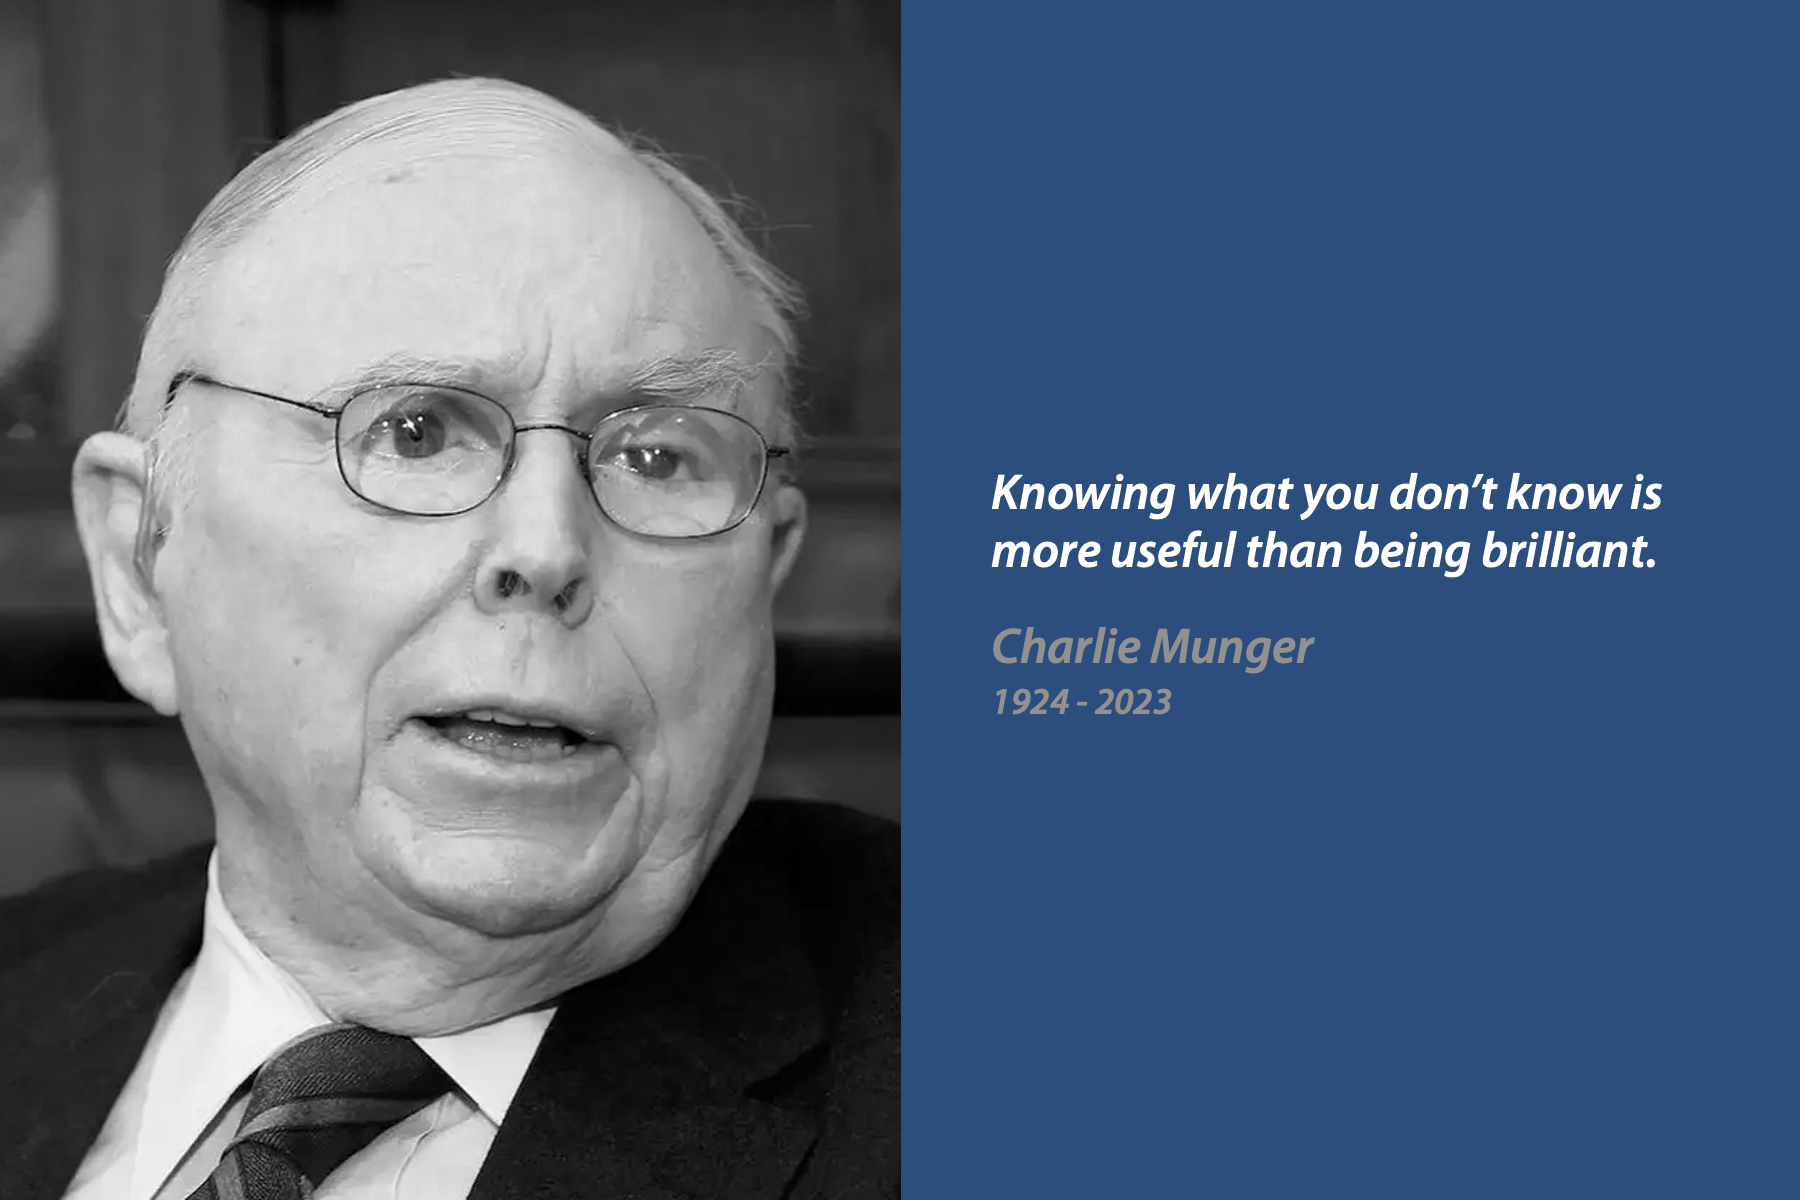 Knowing what you don’t know is
more useful than being brilliant.
Charlie Munger
1924 - 2023